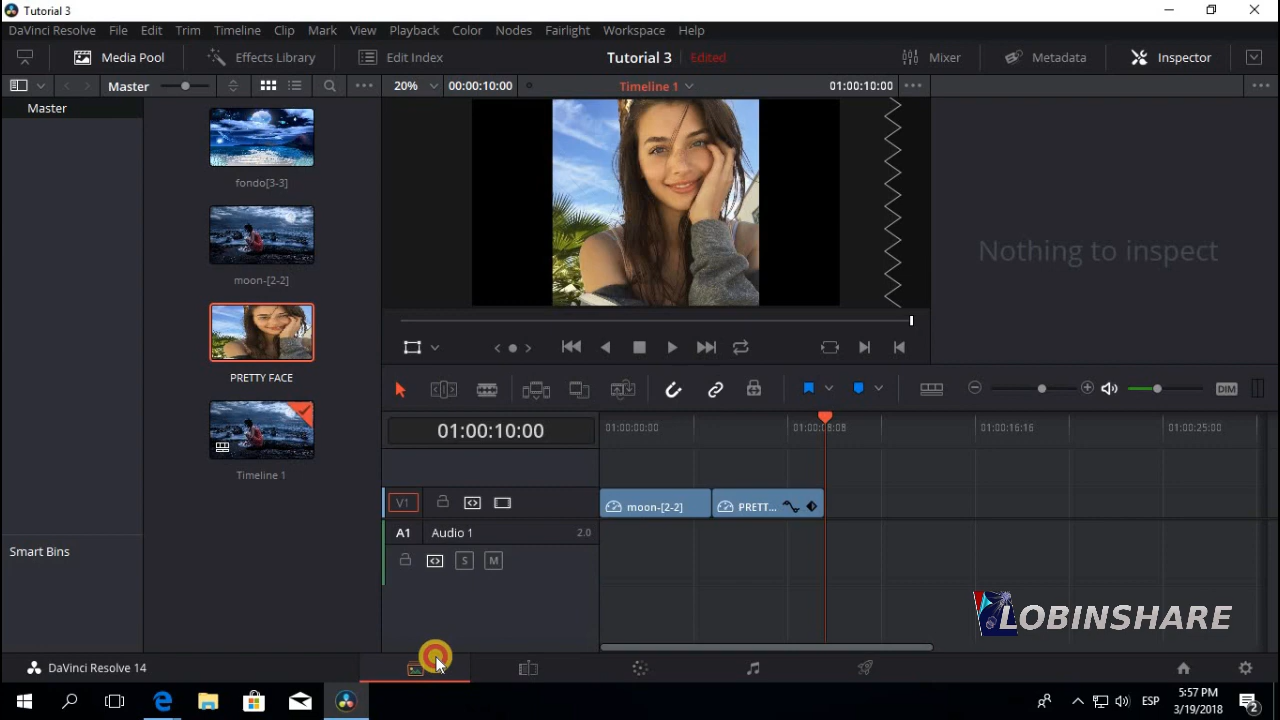 Tutorial 3
DaVinci Resolve File Edit Trim Timeline Clip Mark View Playback Color Nodes Fairlight Workspace Help
Media Pool Effects Library Edit Index Tutorial 3 Edited Mixer Metadata Inspector
Master 20% 00:00:10:00 Timeline 1 01:00:10:00
Master
fondo[3-3]
moon-[2-2]
PRETTY FACE
Timeline 1
Smart Bins
Nothing to inspect
DIM
01:00:10:00 01:00:00:00 01:00:08:08 01:00:16:16 01:00:25:00
V1 moon-[2-2] PRETT...
A1 Audio 1 2.0
S M
LOBINSHARE
DaVinci Resolve 14
ESP 5:57 PM
3/19/2018
2